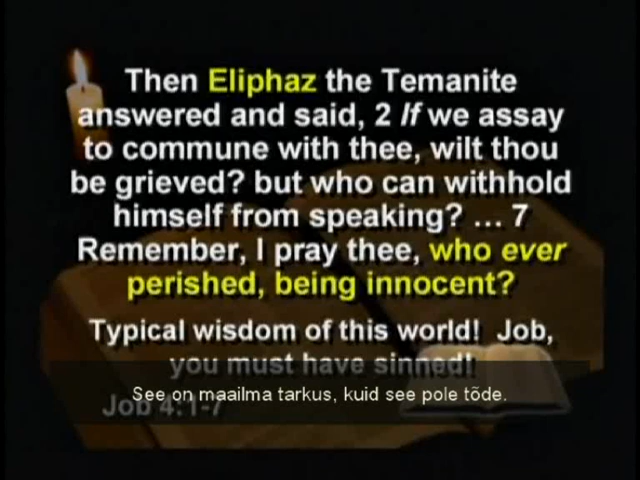 Then Eliphaz the Temanite
answered and said, 2 If we assay
to commune with thee, wilt thou
be grieved? but who can withhold
himself from speaking? … 7
Remember, I pray thee, who ever
perished, being innocent?
Typical wisdom of this world! Job,
you must have sinned!
See on maailma tarkus, kuid see pole tõde.
Job 4:1-7